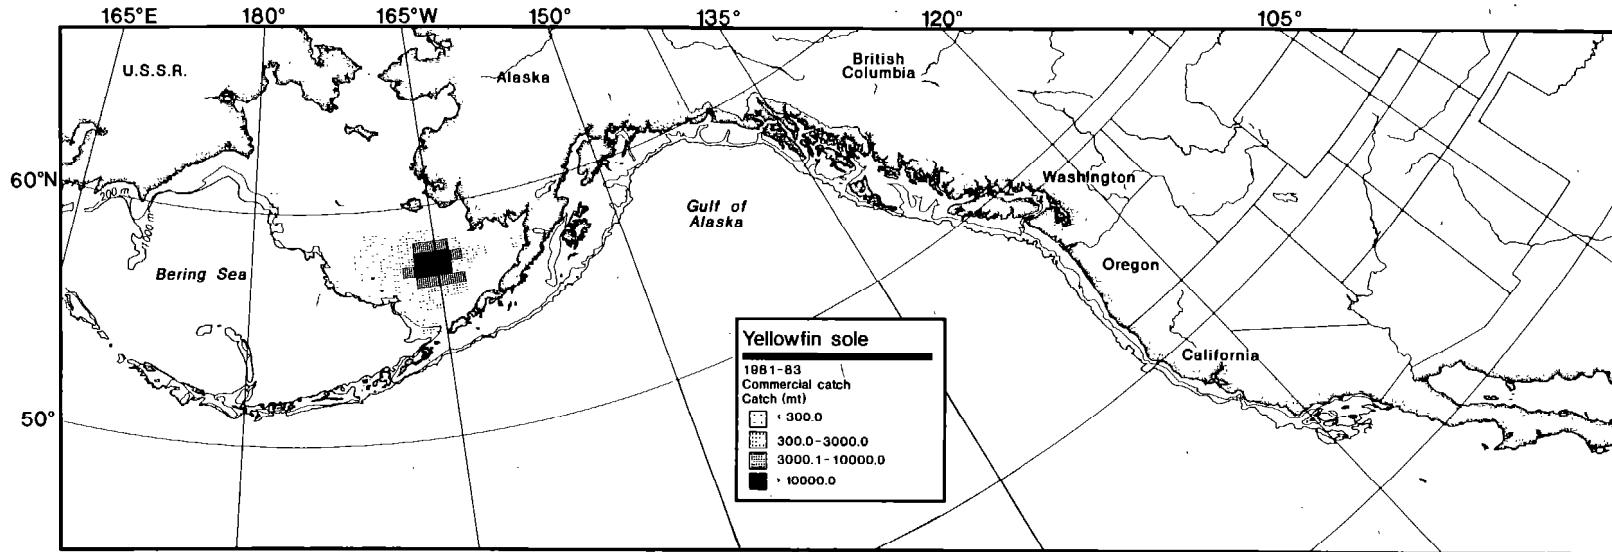 165°E 180° 165°W 150° 135° 120° 105°
U.S.S.R.
Alaska
British
Columbia
60°N
200 m
1000 m
Washington
Gulf of
Alaska
Bering Sea
Oregon
California
50°
Yellowfin sole
1981-83
Commercial catch
Catch (mt)
< 300.0
300.0-3000.0
3000.1-10000.0
> 10000.0